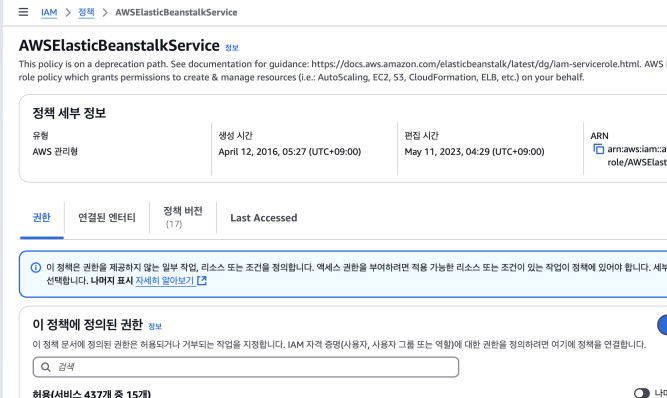 IAM > 정책 > AWSElasticBeanstalkService
AWSElasticBeanstalkService 정보
This policy is on a deprecation path. See documentation for guidance: https://docs.aws.amazon.com/elasticbeanstalk/latest/dg/iam-servicerole.html. AWS
role policy which grants permissions to create & manage resources (i.e.: AutoScaling, EC2, S3, CloudFormation, ELB, etc.) on your behalf.
정책 세부 정보
유형
AWS 관리형
생성 시간
April 12, 2016, 05:27 (UTC+09:00)
편집 시간
May 11, 2023, 04:29 (UTC+09:00)
ARN
arn:aws:iam::a
role/AWSElast
권한
연결된 엔터티
정책 버전
(17)
Last Accessed
이 정책은 권한을 제공하지 않는 일부 작업, 리소스 또는 조건을 정의합니다. 액세스 권한을 부여하려면 적용 가능한 리소스 또는 조건이 있는 작업이 정책에 있어야 합니다. 세부
선택합니다. 나머지 표시 자세히 알아보기
이 정책에 정의된 권한 정보
이 정책 문서에 정의된 권한은 허용되거나 거부되는 작업을 지정합니다. IAM 자격 증명(사용자, 사용자 그룹 또는 역할)에 대한 권한을 정의하려면 여기에 정책을 연결합니다.
검색
허용(서비스 437개 중 15개)